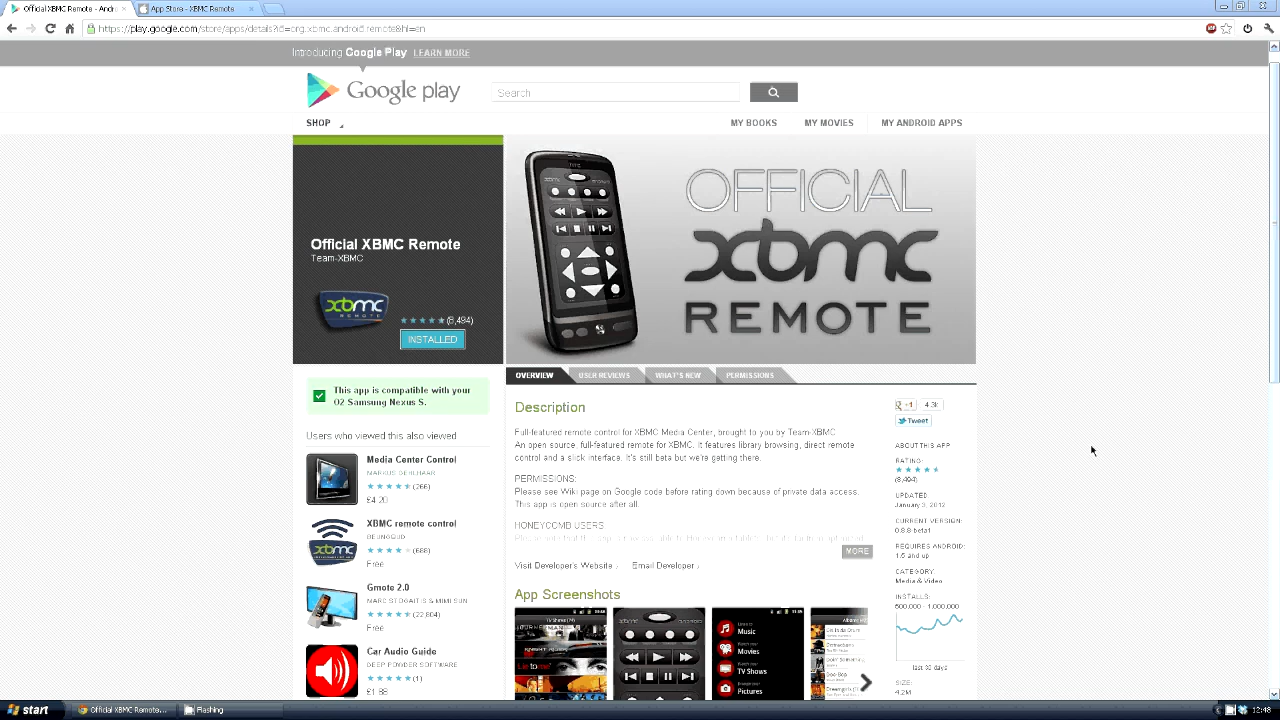 Official XBMC Remote - Andro
App Store - XBMC Remote
https://play.google.com/store/apps/details?id=org.xbmc.android.remote&hl=en
Introducing Google Play LEARN MORE
Google play
Search
SHOP
MY BOOKS MY MOVIES MY ANDROID APPS
Official XBMC Remote
Team-XBMC
xbmc
REMOTE
(8,494)
INSTALLED
OFFICIAL
xbmc
REMOTE
This app is compatible with your
O2 Samsung Nexus S.
Users who viewed this also viewed
Media Center Control
(266)
£4.20
XBMC remote control
(688)
Free
Gmote 2.0
MARC STOGAITIS & MIMI SUN
(22,804)
Free
Car Audio Guide
DEEP POWDER SOFTWARE
(1)
£1.88
OVERVIEW USER REVIEWS WHAT'S NEW PERMISSIONS
Description
Full-featured remote control for XBMC Media Center, brought to you by Team-XBMC
An open source, full-featured remote for XBMC. It features library browsing, direct remote
control and a slick interface. It's still beta but we're getting there.
PERMISSIONS:
Please see Wiki page on Google code before rating down because of private data access.
This app is open source after all.
HONEYCOMB USERS
MORE
Visit Developer's Website › Email Developer ›
App Screenshots
Music
Movies
TV Shows
Pictures
+1 4.3k
Tweet
ABOUT THIS APP
RATING:
(8,494)
UPDATED:
January 3, 2012
CURRENT VERSION:
0.8.8-beta1
REQUIRES ANDROID:
1.5 and up
CATEGORY:
Media & Video
INSTALLS:
500,000 - 1,000,000
last 30 days
SIZE:
4.2M
start
Official XBMC Remote...
Flashing
12:48